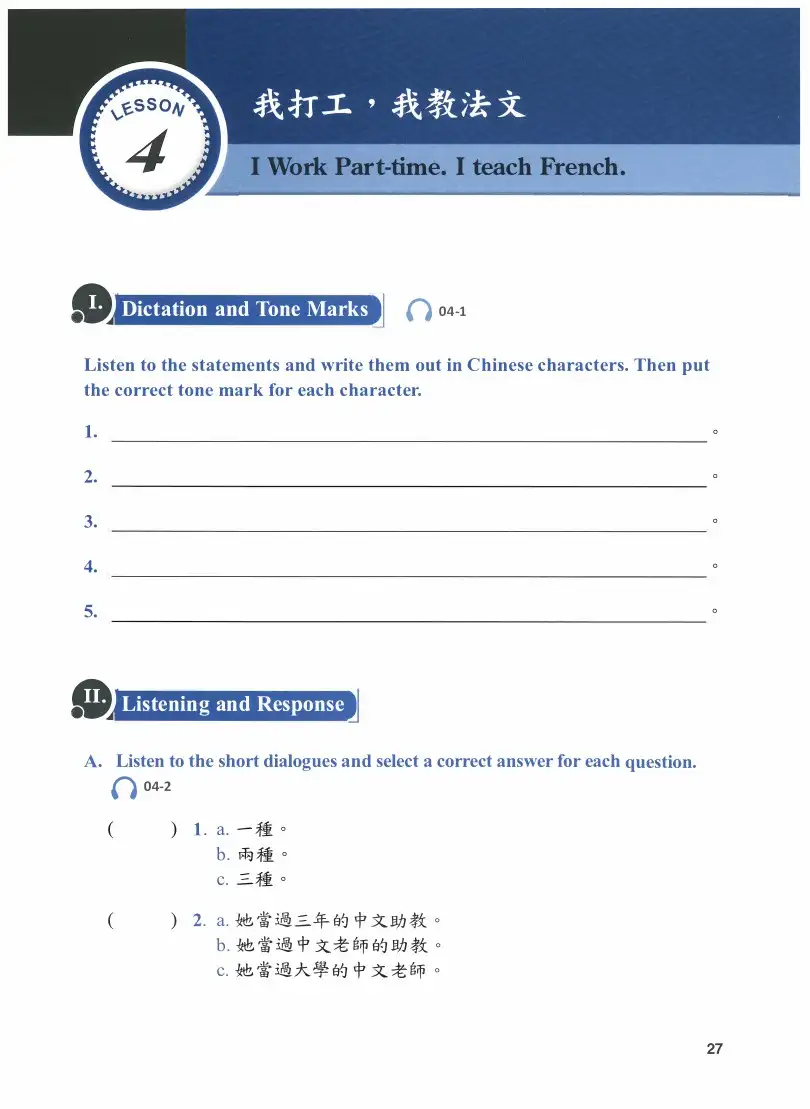 LESSON
4
我打工，我教法文
I Work Part-time. I teach French.
I. Dictation and Tone Marks 04-1
Listen to the statements and write them out in Chinese characters. Then put
the correct tone mark for each character.
1. 。
2. 。
3. 。
4. 。
5. 。
II. Listening and Response
A. Listen to the short dialogues and select a correct answer for each question.
04-2
( ) 1. a. 一種。
b. 兩種。
c. 三種。
( ) 2. a. 她當過三年的中文助教。
b. 她當過中文老師的助教。
c. 她當過大學的中文老師。
27